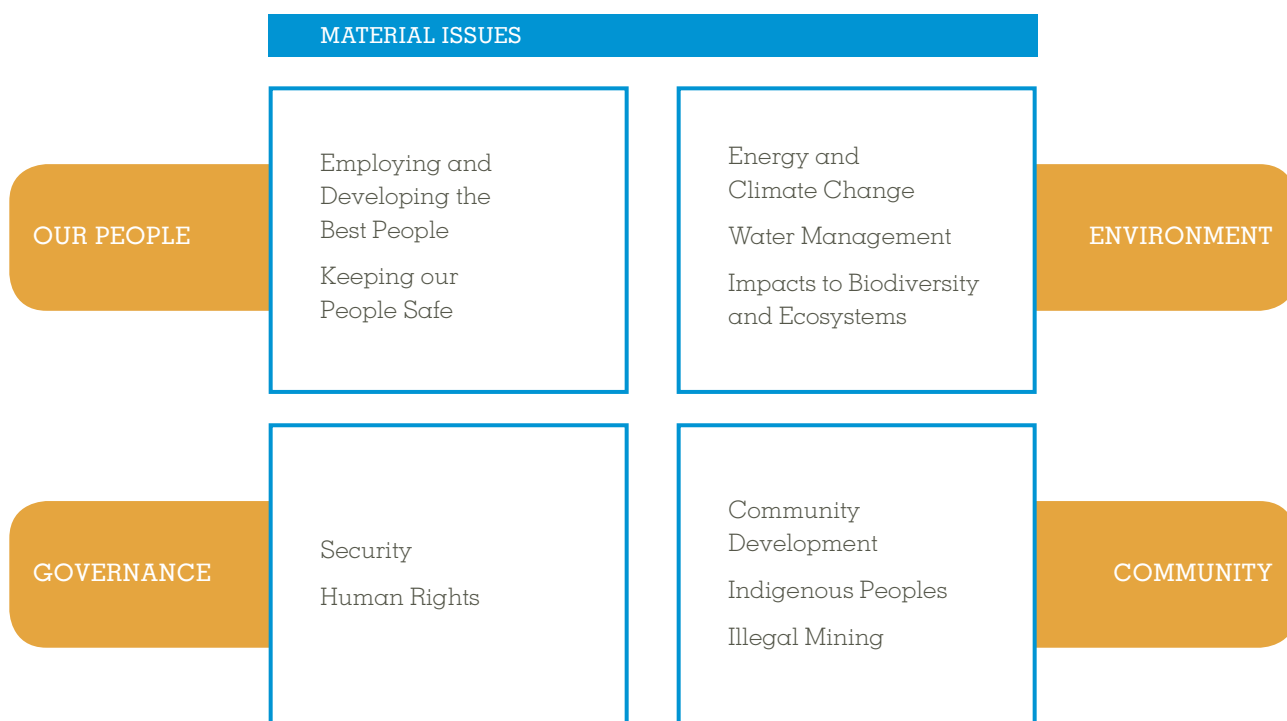 MATERIAL ISSUES
OUR PEOPLE
Employing and
Developing the
Best People
Keeping our
People Safe
Energy and
Climate Change
Water Management
Impacts to Biodiversity
and Ecosystems
ENVIRONMENT
GOVERNANCE
Security
Human Rights
Community
Development
Indigenous Peoples
Illegal Mining
COMMUNITY